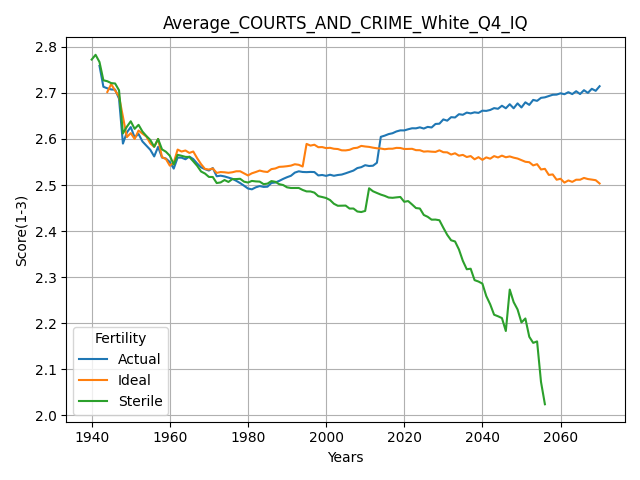 Average_COURTS_AND_CRIME_White_Q4_IQ
Score(1-3)
2.8
2.7
2.6
2.5
2.4
2.3
2.2
2.1
2.0
Fertility
Actual
Ideal
Sterile
1940 1960 1980 2000 2020 2040 2060
Years